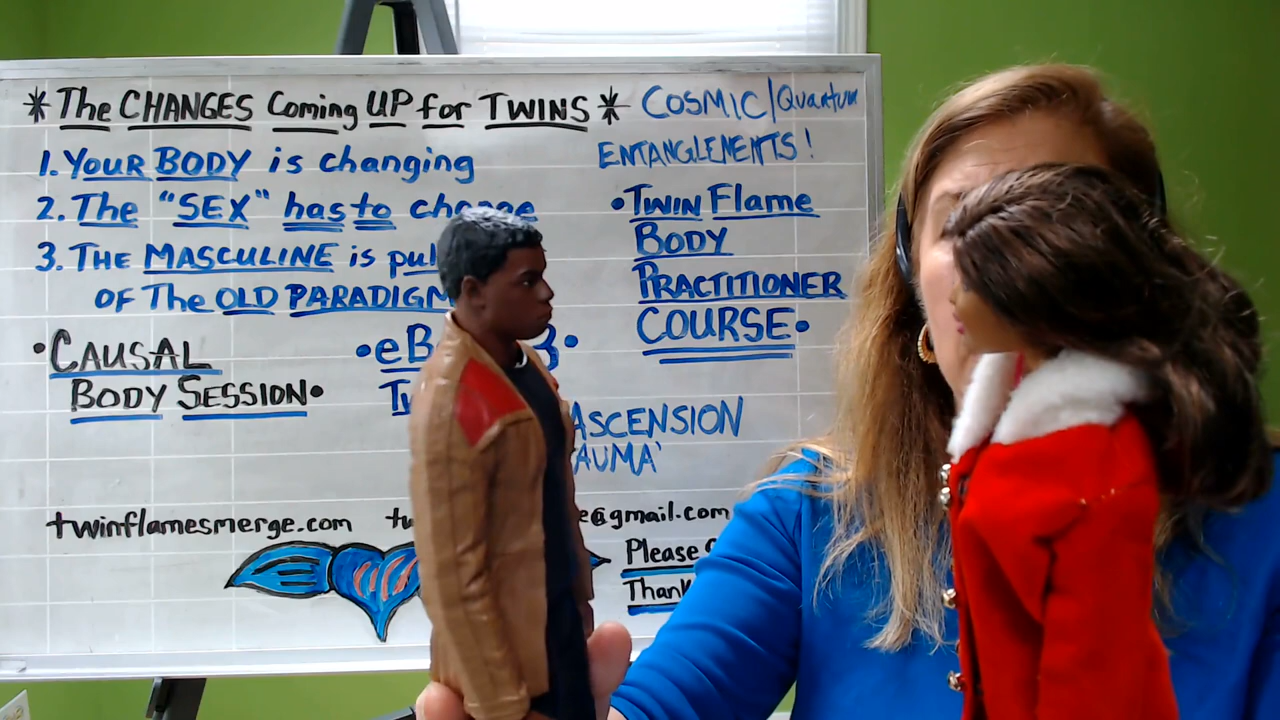 *The CHANGES Coming UP for TWINS*
1. YOUR BODY is changing
2. The "SEX" has to change
3. THE MASCULINE is
OF The OLD PARADIGM
•CAUSAL
BODY SESSION•
COSMIC/Quantum
ENTANGLEMENTS!
•TWIN Flame
BODY
PRACTITIONER
COURSE•
ASCENSION
twinflamesmerge.com
@gmail.com
Please